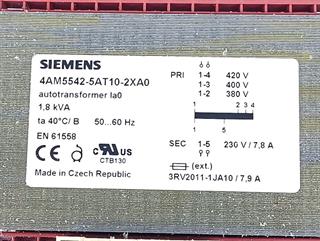 SIEMENS
4AM5542-5AT10-2XA0
autotransformer Ia0
1,8 kVA
ta 40°C/ B 50...60 Hz
EN 61558
c UL US
CTB130
Made in Czech Republic
PRI 1-4 420 V
1-3 400 V
1-2 380 V
1 2 3 4
1 5
SEC 1-5 230 V / 7,8 A
(ext.)
3RV2011-1JA10 / 7,9 A